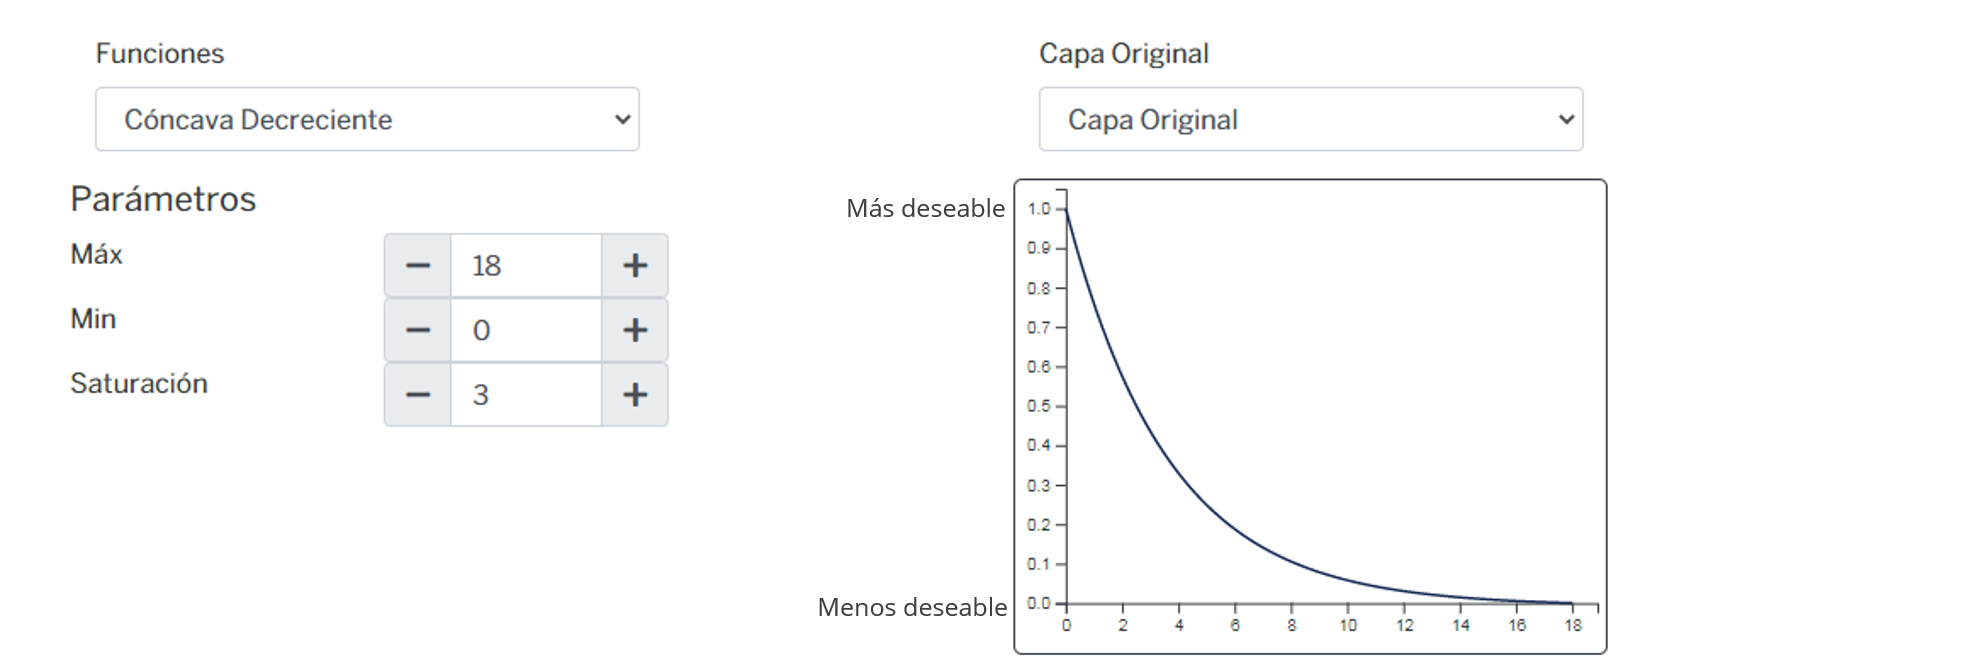 Funciones
Capa Original
Cóncava Decreciente
Capa Original
Parámetros
Máx
− 18 +
Min
− 0 +
Saturación
− 3 +
Más deseable
1.0
0.9
0.8
0.7
0.6
0.5
0.4
0.3
0.2
0.1
Menos deseable
0.0
0 2 4 6 8 10 12 14 16 18